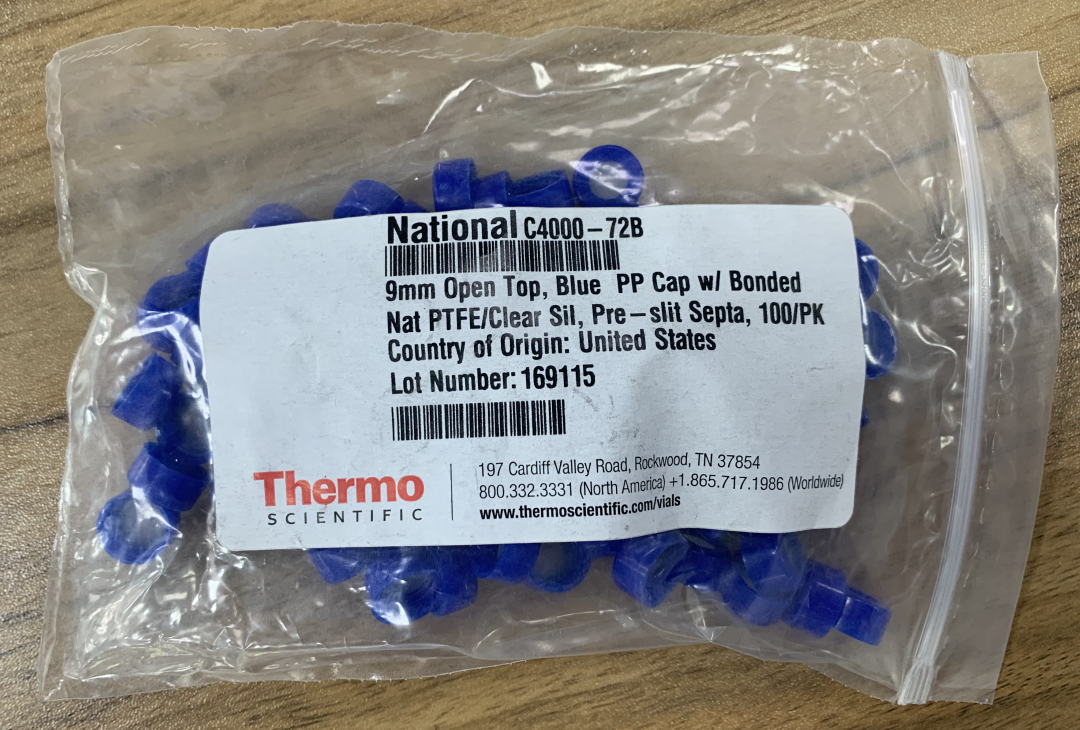 National C4000-72B
9mm Open Top, Blue PP Cap w/ Bonded
Nat PTFE/Clear Sil, Pre-slit Septa, 100/PK
Country of Origin: United States
Lot Number: 169115
Thermo
SCIENTIFIC
197 Cardiff Valley Road, Rockwood, TN 37854
800.332.3331 (North America) +1.865.717.1986 (Worldwide)
www.thermoscientific.com/vials